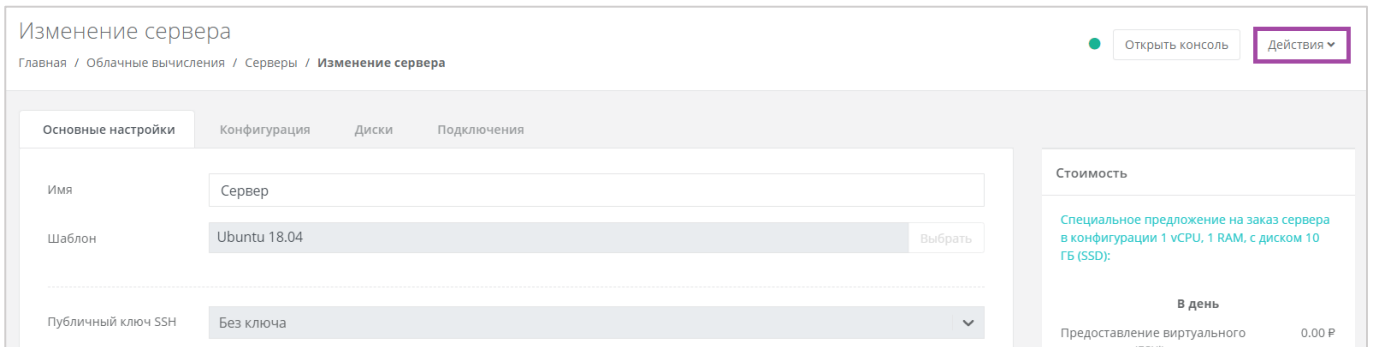 Изменение сервера
Главная / Облачные вычисления / Серверы / Изменение сервера
Открыть консоль
Действия
Основные настройки
Конфигурация
Диски
Подключения
Имя
Сервер
Шаблон
Ubuntu 18.04
Выбрать
Публичный ключ SSH
Без ключа
Стоимость
Специальное предложение на заказ сервера
в конфигурации 1 vCPU, 1 RAM, с диском 10
ГБ (SSD):
В день
Предоставление виртуального
0.00 ₽